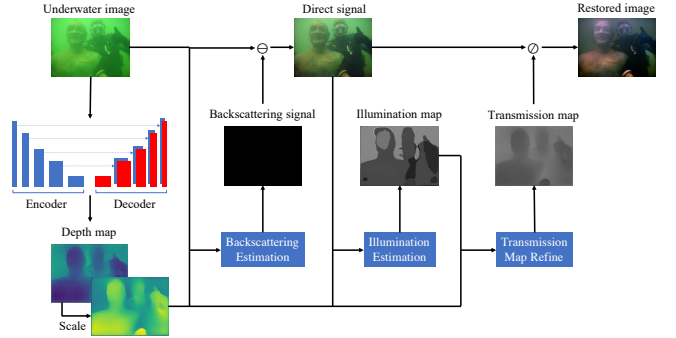 Underwater image
Direct signal
Restored image
Backscattering signal
Illumination map
Transmission map
Encoder
Decoder
Depth map
Backscattering
Estimation
Illumination
Estimation
Transmission
Map Refine
Scale